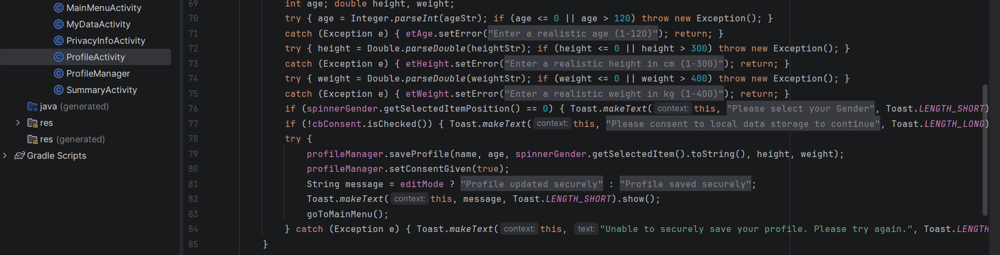 MainMenuActivity
MyDataActivity
PrivacyInfoActivity
ProfileActivity
ProfileManager
SummaryActivity
java (generated)
res
res (generated)
Gradle Scripts
69 int age; double height, weight;
70 try { age = Integer.parseInt(ageStr); if (age <= 0 || age > 120) throw new Exception(); }
71 catch (Exception e) { etAge.setError("Enter a realistic age (1-120)"); return; }
72 try { height = Double.parseDouble(heightStr); if (height <= 0 || height > 300) throw new Exception(); }
73 catch (Exception e) { etHeight.setError("Enter a realistic height in cm (1-300)"); return; }
74 try { weight = Double.parseDouble(weightStr); if (weight <= 0 || weight > 400) throw new Exception(); }
75 catch (Exception e) { etWeight.setError("Enter a realistic weight in kg (1-400)"); return; }
76 if (spinnerGender.getSelectedItemPosition() == 0) { Toast.makeText( context: this, "Please select your Gender", Toast.LENGTH_SHORT)
77 if (!cbConsent.isChecked()) { Toast.makeText( context: this, "Please consent to local data storage to continue", Toast.LENGTH_LONG)
78 try {
79 profileManager.saveProfile(name, age, spinnerGender.getSelectedItem().toString(), height, weight);
80 profileManager.setConsentGiven(true);
81 String message = editMode ? "Profile updated securely" : "Profile saved securely";
82 Toast.makeText( context: this, message, Toast.LENGTH_SHORT).show();
83 goToMainMenu();
84 } catch (Exception e) { Toast.makeText( context: this, text: "Unable to securely save your profile. Please try again.", Toast.LENGTH
85 }